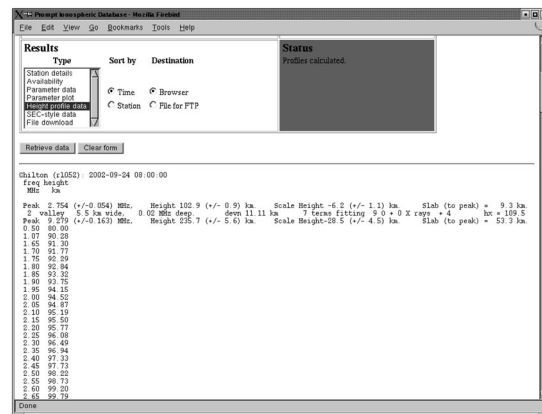 Prompt Ionospheric Database - Mozilla Firebird
File Edit View Go Bookmarks Tools Help
Results
Type Sort by Destination
Station details
Availability
Parameter data
Parameter plot
Height profile data
SEC-style data
File download
Time Browser
Station File for FTP
Status
Profiles calculated.
Retrieve data Clear form
Chilton (rl052): 2002-09-24 08:00:00
freq height
MHz km
Peak 2.754 (+/-0.054) MHz, Height 102.9 (+/- 0.9) km. Scale Height -6.2 (+/- 1.1) km. Slab (to peak) = 9.3 km.
2 valley 5.5 km wide, 0.02 MHz deep. devn 11.11 km 7 terms fitting 9 0 + 0 X rays + 4 hx = 109.5
Peak 9.279 (+/-0.163) MHz, Height 235.7 (+/- 5.6) km. Scale Height-28.5 (+/- 4.5) km. Slab (to peak) = 53.3 km.
0.50 80.00
1.07 90.28
1.65 91.30
1.70 91.77
1.75 92.29
1.80 92.84
1.85 93.32
1.90 93.75
1.95 94.15
2.00 94.52
2.05 94.87
2.10 95.19
2.15 95.50
2.20 95.77
2.25 96.08
2.30 96.49
2.35 96.94
2.40 97.33
2.45 97.73
2.50 98.22
2.55 98.73
2.60 99.20
2.65 99.79
Done